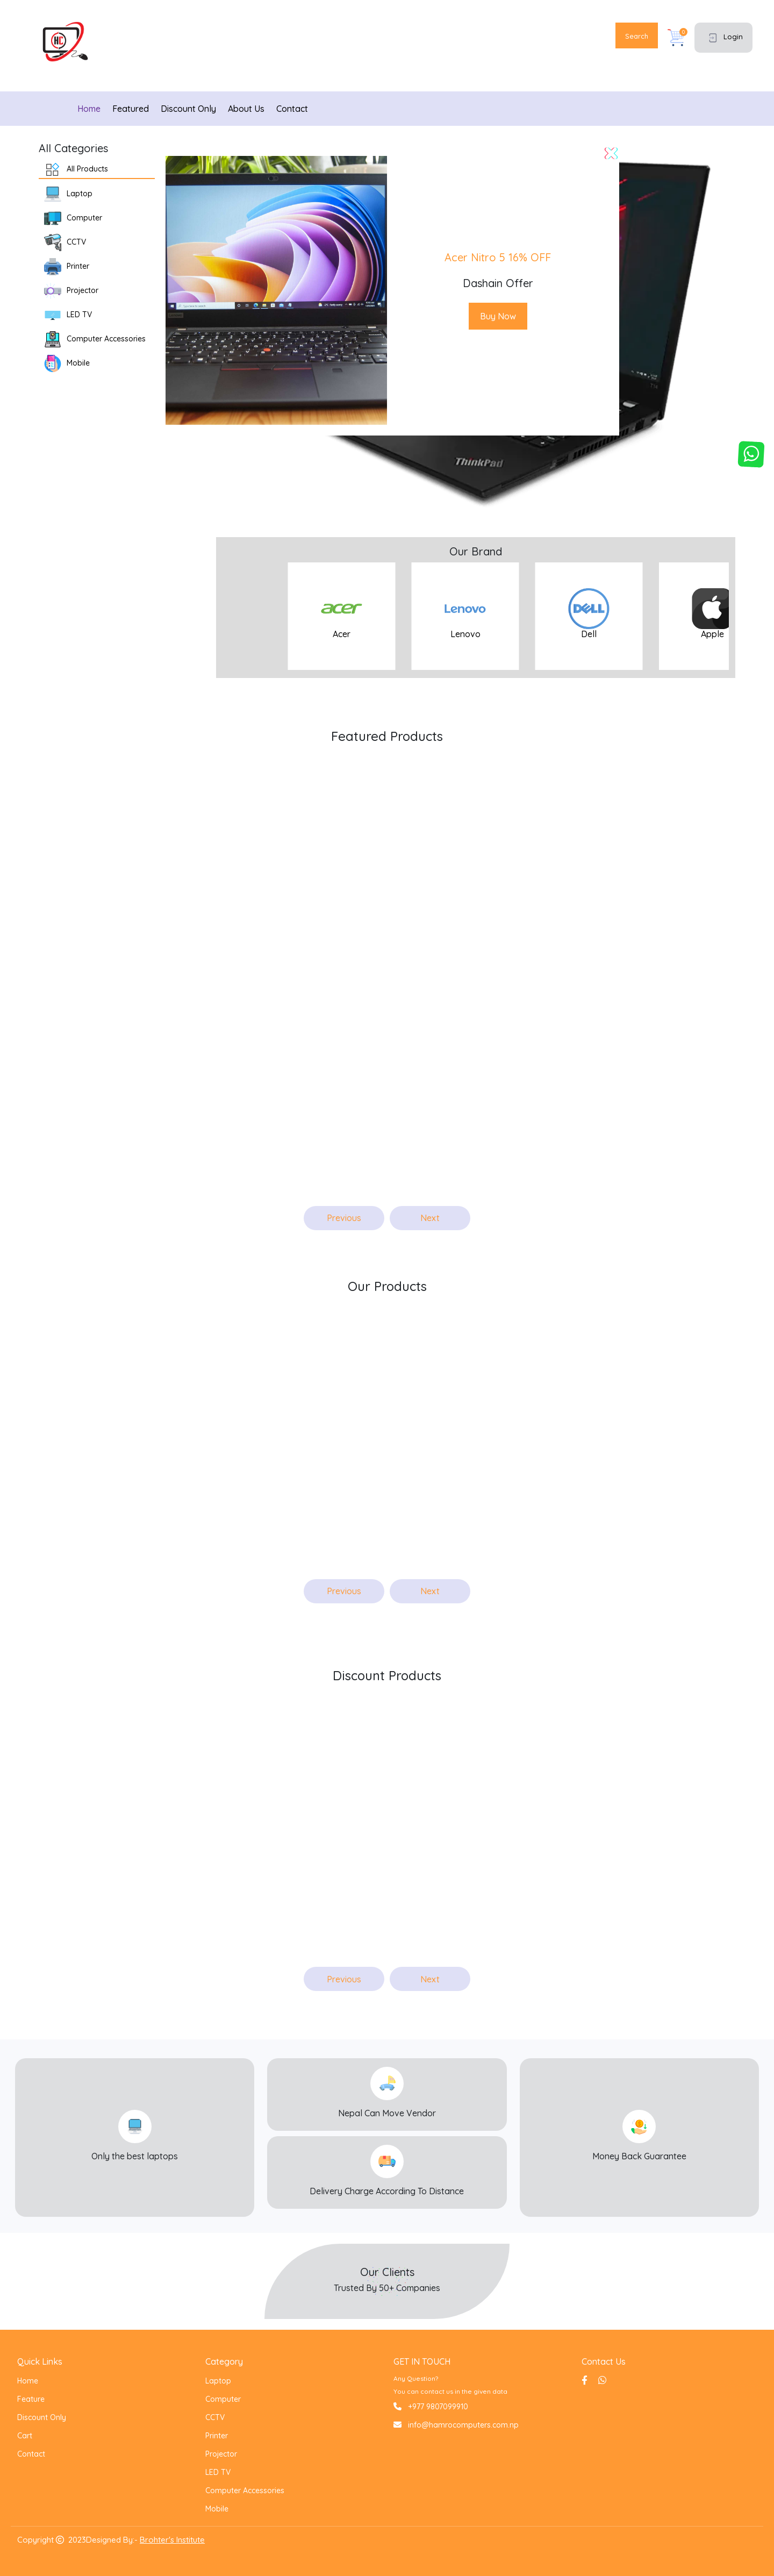 HC
Search
0
Login
Home
Featured
Discount Only
About Us
Contact
All Categories
All Products
Laptop
Computer
CCTV
Printer
Projector
LED TV
Computer Accessories
Mobile
Acer Nitro 5 16% OFF
Dashain Offer
Buy Now
ThinkPad
Our Brand
acer
Acer
Lenovo
Lenovo
DELL
Dell
Apple
Featured Products
Previous
Next
Our Products
Previous
Next
Discount Products
Previous
Next
Only the best laptops
Nepal Can Move Vendor
Delivery Charge According To Distance
Money Back Guarantee
Our Clients
Trusted By 50+ Companies
Quick Links
Home
Feature
Discount Only
Cart
Contact
Category
Laptop
Computer
CCTV
Printer
Projector
LED TV
Computer Accessories
Mobile
GET IN TOUCH
Any Question?
You can contact us in the given data
+977 9807099910
info@hamrocomputers.com.np
Contact Us
Copyright © 2023Designed By:- Brohter's Institute